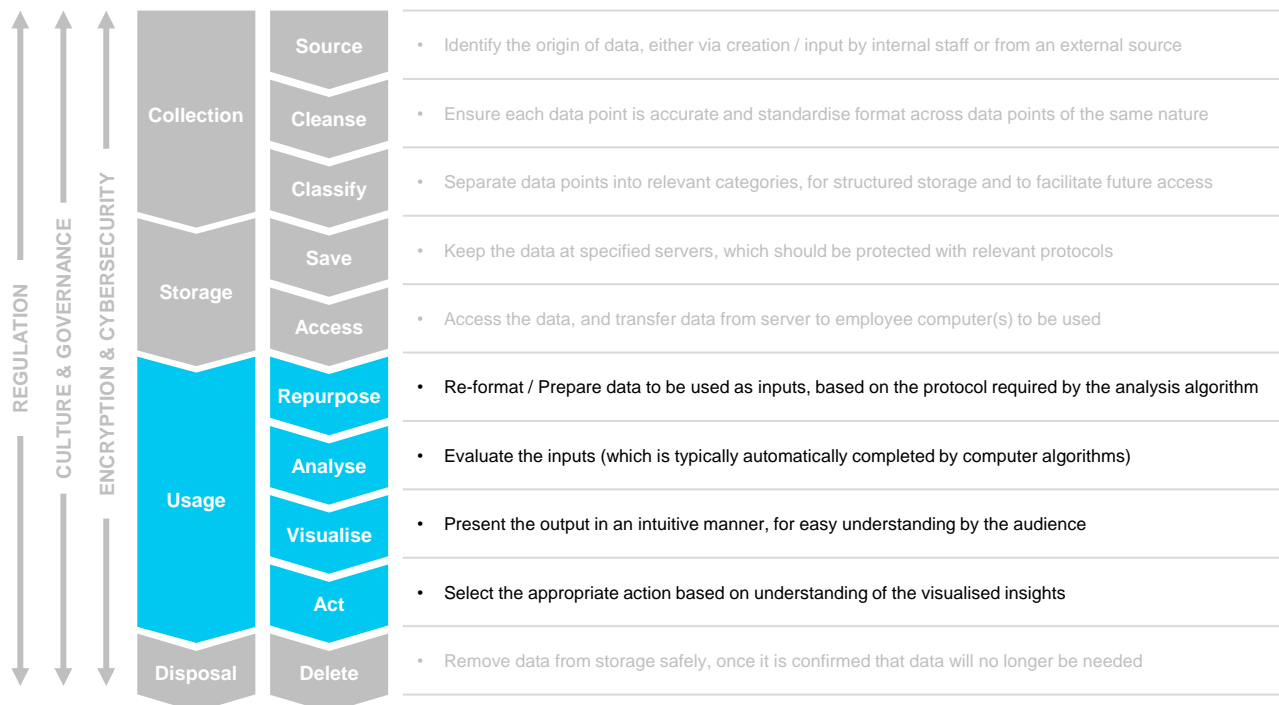 REGULATION
CULTURE & GOVERNANCE
ENCRYPTION & CYBERSECURITY
Collection
Source
• Identify the origin of data, either via creation / input by internal staff or from an external source
Cleanse
• Ensure each data point is accurate and standardise format across data points of the same nature
Classify
• Separate data points into relevant categories, for structured storage and to facilitate future access
Storage
Save
• Keep the data at specified servers, which should be protected with relevant protocols
Access
• Access the data, and transfer data from server to employee computer(s) to be used
Usage
Repurpose
• Re-format / Prepare data to be used as inputs, based on the protocol required by the analysis algorithm
Analyse
• Evaluate the inputs (which is typically automatically completed by computer algorithms)
Visualise
• Present the output in an intuitive manner, for easy understanding by the audience
Act
• Select the appropriate action based on understanding of the visualised insights
Disposal
Delete
• Remove data from storage safely, once it is confirmed that data will no longer be needed